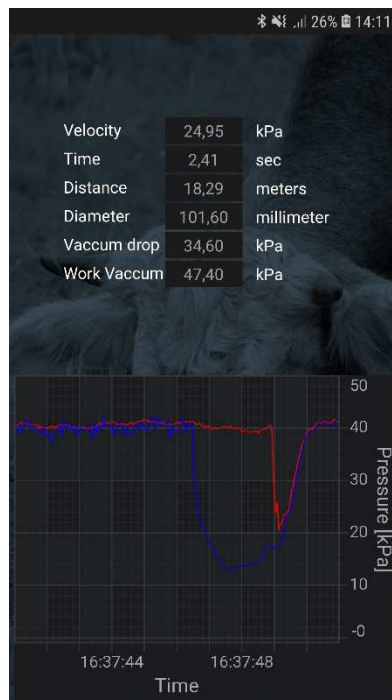 26% 14:11
Velocity 24,95 kPa
Time 2,41 sec
Distance 18,29 meters
Diameter 101,60 millimeter
Vaccum drop 34,60 kPa
Work Vaccum 47,40 kPa
50
40
30
20
10
-0
Pressure [kPa]
16:37:44 16:37:48
Time